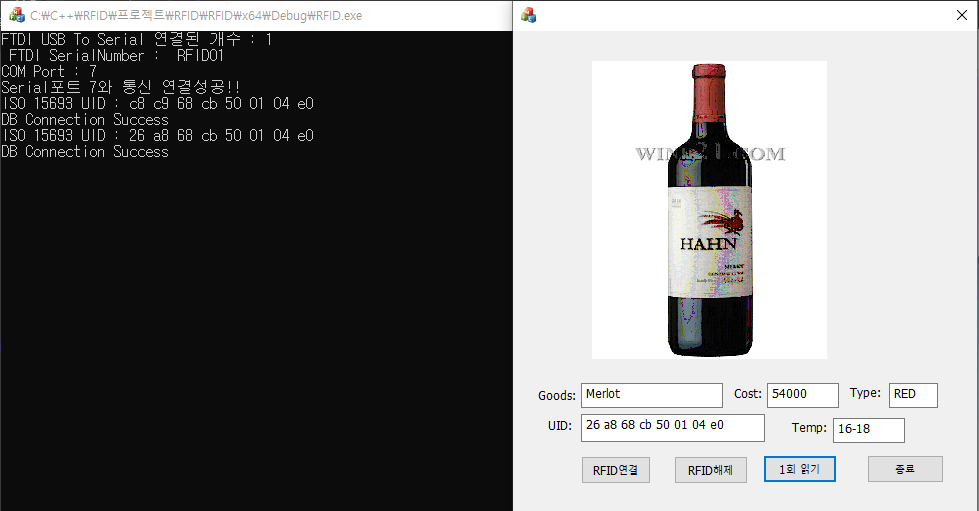 C:₩C++₩RFID₩프로젝트₩RFID₩RFID₩x64₩Debug₩RFID.exe
FTDI USB To Serial 연결된 개수 : 1
FTDI SerialNumber : RFID01
COM Port : 7
Serial포트 7와 통신 연결성공!!
ISO 15693 UID : c8 c9 68 cb 50 01 04 e0
DB Connection Success
ISO 15693 UID : 26 a8 68 cb 50 01 04 e0
DB Connection Success
WINE21.COM
HAHN
MERLOT
Goods: Merlot Cost: 54000 Type: RED
UID: 26 a8 68 cb 50 01 04 e0 Temp: 16-18
RFID연결 RFID해제 1회 읽기 종료